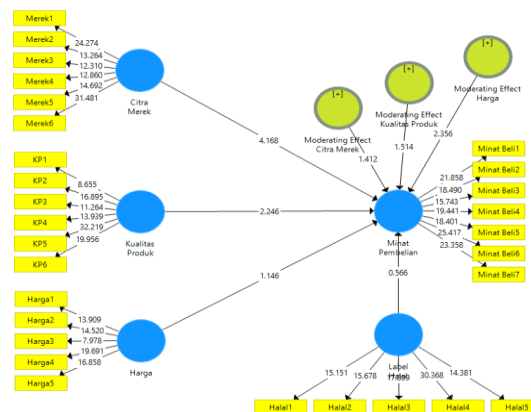 Merek1
Merek2
Merek3
Merek4
Merek5
Merek6
24.274
13.264
12.310
12.860
14.692
31.481
Citra
Merek
[+]
Moderating Effect
Citra Merek
[+]
Moderating Effect
Kualitas Produk
[+]
Moderating Effect
Harga
1.412
1.514
2.356
4.168
KP1
KP2
KP3
KP4
KP5
KP6
8.655
16.895
11.264
13.939
32.219
19.956
Kualitas
Produk
2.246
Minat
Pembelian
21.858
18.490
15.743
19.441
18.401
25.417
23.358
Minat Beli1
Minat Beli2
Minat Beli3
Minat Beli4
Minat Beli5
Minat Beli6
Minat Beli7
1.146
0.566
Harga1
Harga2
Harga3
Harga4
Harga5
13.909
14.520
7.978
19.691
16.858
Harga
Label
Halal
15.151
15.678
30.368
14.381
Halal1
Halal2
Halal3
Halal4
Halal5